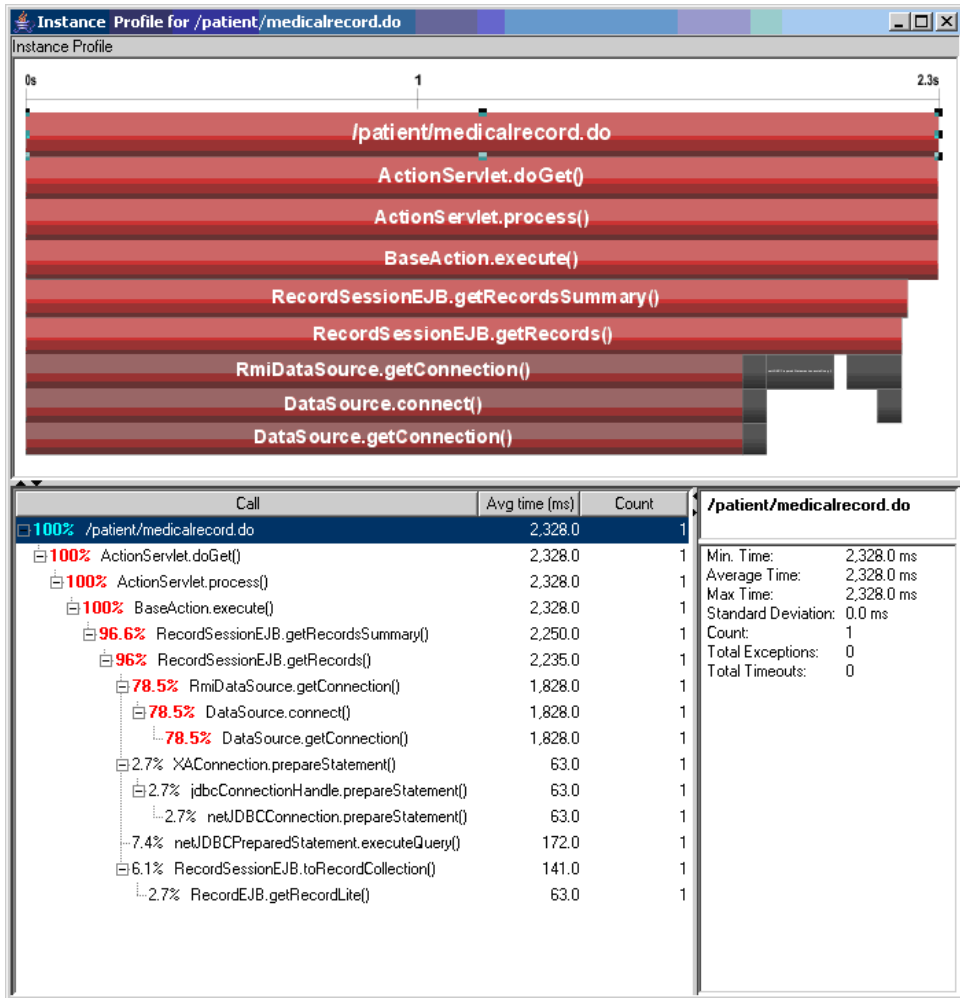 Instance Profile for /patient/medicalrecord.do
Instance Profile
0s 1 2.3s
/patient/medicalrecord.do
ActionServlet.doGet()
ActionServlet.process()
BaseAction.execute()
RecordSessionEJB.getRecordsSummary()
RecordSessionEJB.getRecords()
RmiDataSource.getConnection()
DataSource.connect()
DataSource.getConnection()
Call Avg time (ms) Count
100% /patient/medicalrecord.do 2,328.0 1
100% ActionServlet.doGet() 2,328.0 1
100% ActionServlet.process() 2,328.0 1
100% BaseAction.execute() 2,328.0 1
96.6% RecordSessionEJB.getRecordsSummary() 2,250.0 1
96% RecordSessionEJB.getRecords() 2,235.0 1
78.5% RmiDataSource.getConnection() 1,828.0 1
78.5% DataSource.connect() 1,828.0 1
78.5% DataSource.getConnection() 1,828.0 1
2.7% XAConnection.prepareStatement() 63.0 1
2.7% jdbcConnectionHandle.prepareStatement() 63.0 1
2.7% netJDBCConnection.prepareStatement() 63.0 1
7.4% netJDBCPreparedStatement.executeQuery() 172.0 1
6.1% RecordSessionEJB.toRecordCollection() 141.0 1
2.7% RecordEJB.getRecordLite() 63.0 1
/patient/medicalrecord.do
Min. Time: 2,328.0 ms
Average Time: 2,328.0 ms
Max Time: 2,328.0 ms
Standard Deviation: 0.0 ms
Count: 1
Total Exceptions: 0
Total Timeouts: 0